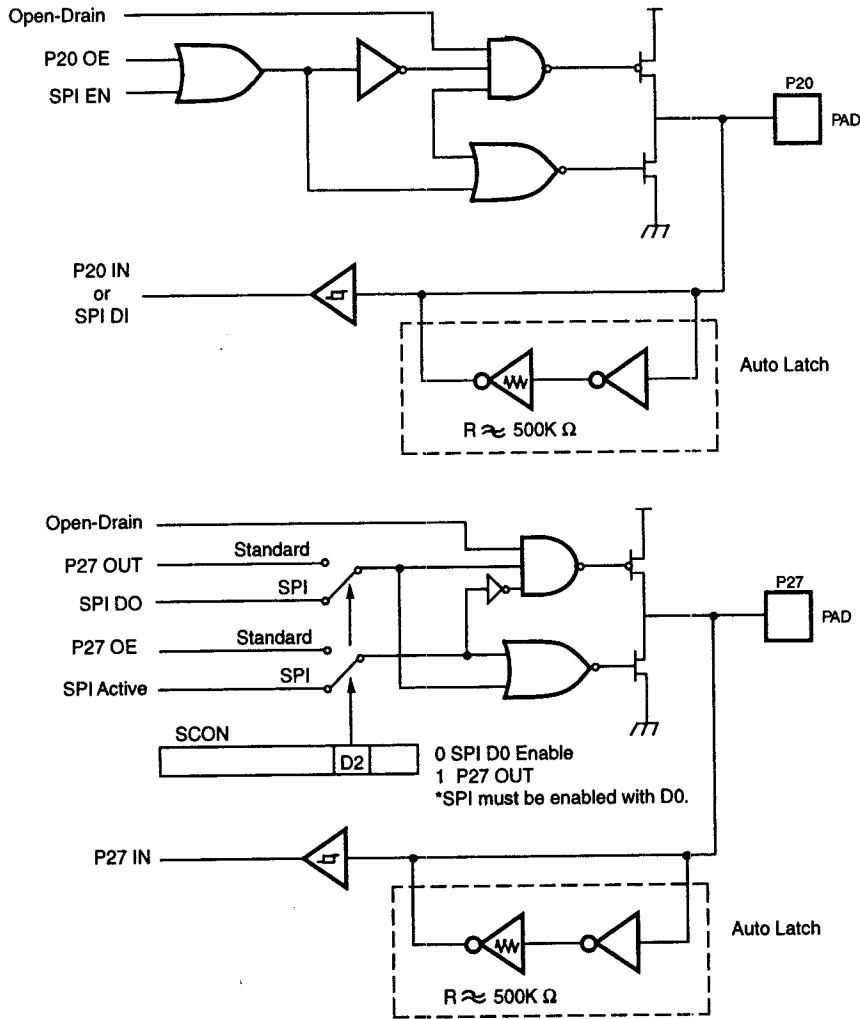 Open-Drain
P20 OE
SPI EN
P20
PAD
P20 IN
or
SPI DI
Auto Latch
R ≈ 500K Ω
Open-Drain
P27 OUT
Standard
SPI DO
SPI
P27 OE
Standard
SPI Active
SPI
P27
PAD
SCON
D2
0 SPI D0 Enable
1 P27 OUT
*SPI must be enabled with D0.
P27 IN
Auto Latch
R ≈ 500K Ω